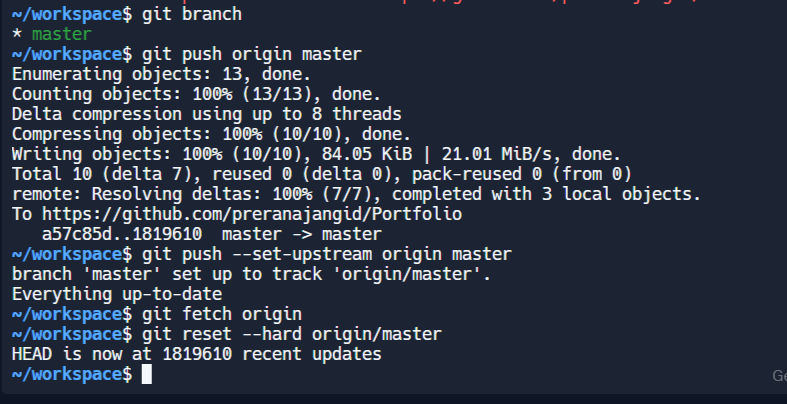 ~/workspace$ git branch
* master
~/workspace$ git push origin master
Enumerating objects: 13, done.
Counting objects: 100% (13/13), done.
Delta compression using up to 8 threads
Compressing objects: 100% (10/10), done.
Writing objects: 100% (10/10), 84.05 KiB | 21.01 MiB/s, done.
Total 10 (delta 7), reused 0 (delta 0), pack-reused 0 (from 0)
remote: Resolving deltas: 100% (7/7), completed with 3 local objects.
To https://github.com/preranajangid/Portfolio
   a57c85d..1819610  master -> master
~/workspace$ git push --set-upstream origin master
branch 'master' set up to track 'origin/master'.
Everything up-to-date
~/workspace$ git fetch origin
~/workspace$ git reset --hard origin/master
HEAD is now at 1819610 recent updates
~/workspace$